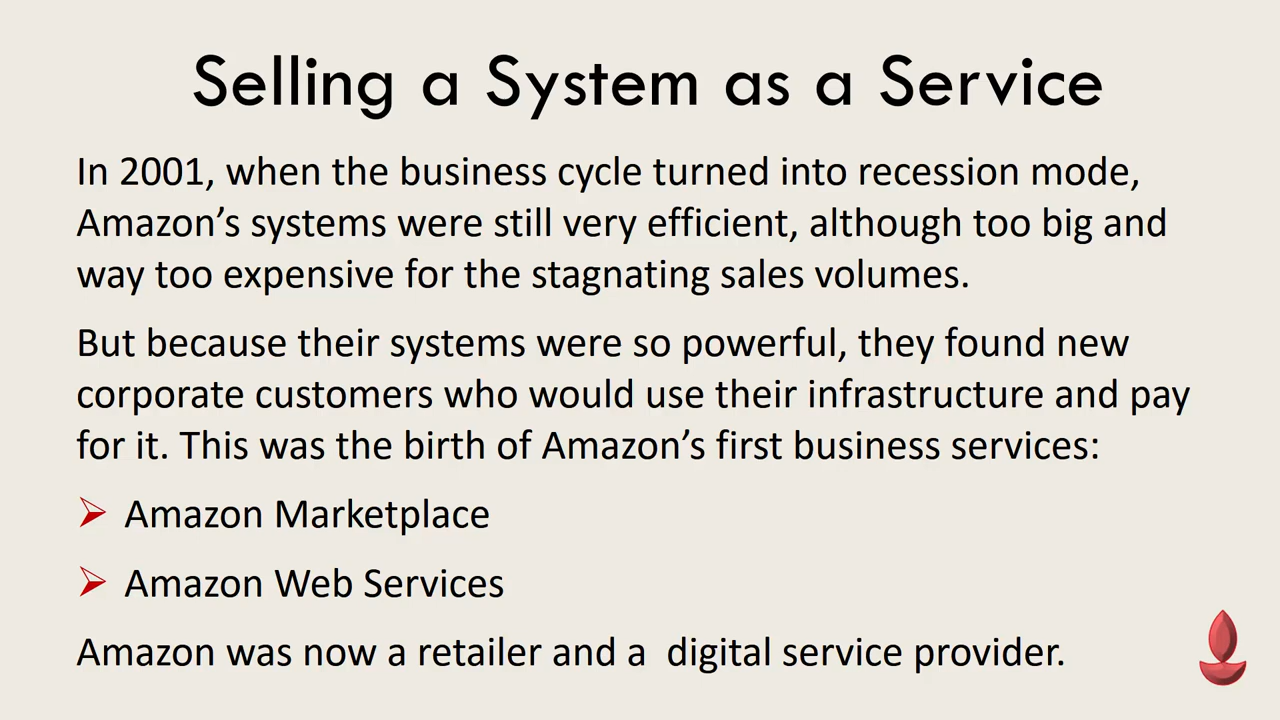 Selling a System as a Service
In 2001, when the business cycle turned into recession mode,
Amazon’s systems were still very efficient, although too big and
way too expensive for the stagnating sales volumes.
But because their systems were so powerful, they found new
corporate customers who would use their infrastructure and pay
for it. This was the birth of Amazon’s first business services:
Amazon Marketplace
Amazon Web Services
Amazon was now a retailer and a  digital service provider.